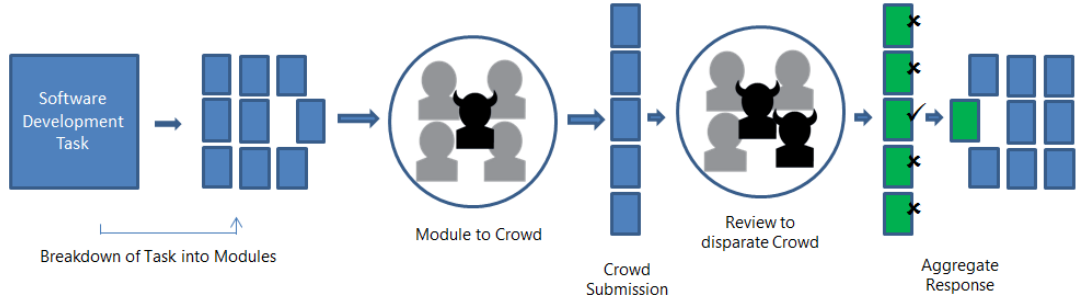 Software
Development
Task
Breakdown of Task into Modules
Module to Crowd
Crowd
Submission
Review to
disparate Crowd
Aggregate
Response